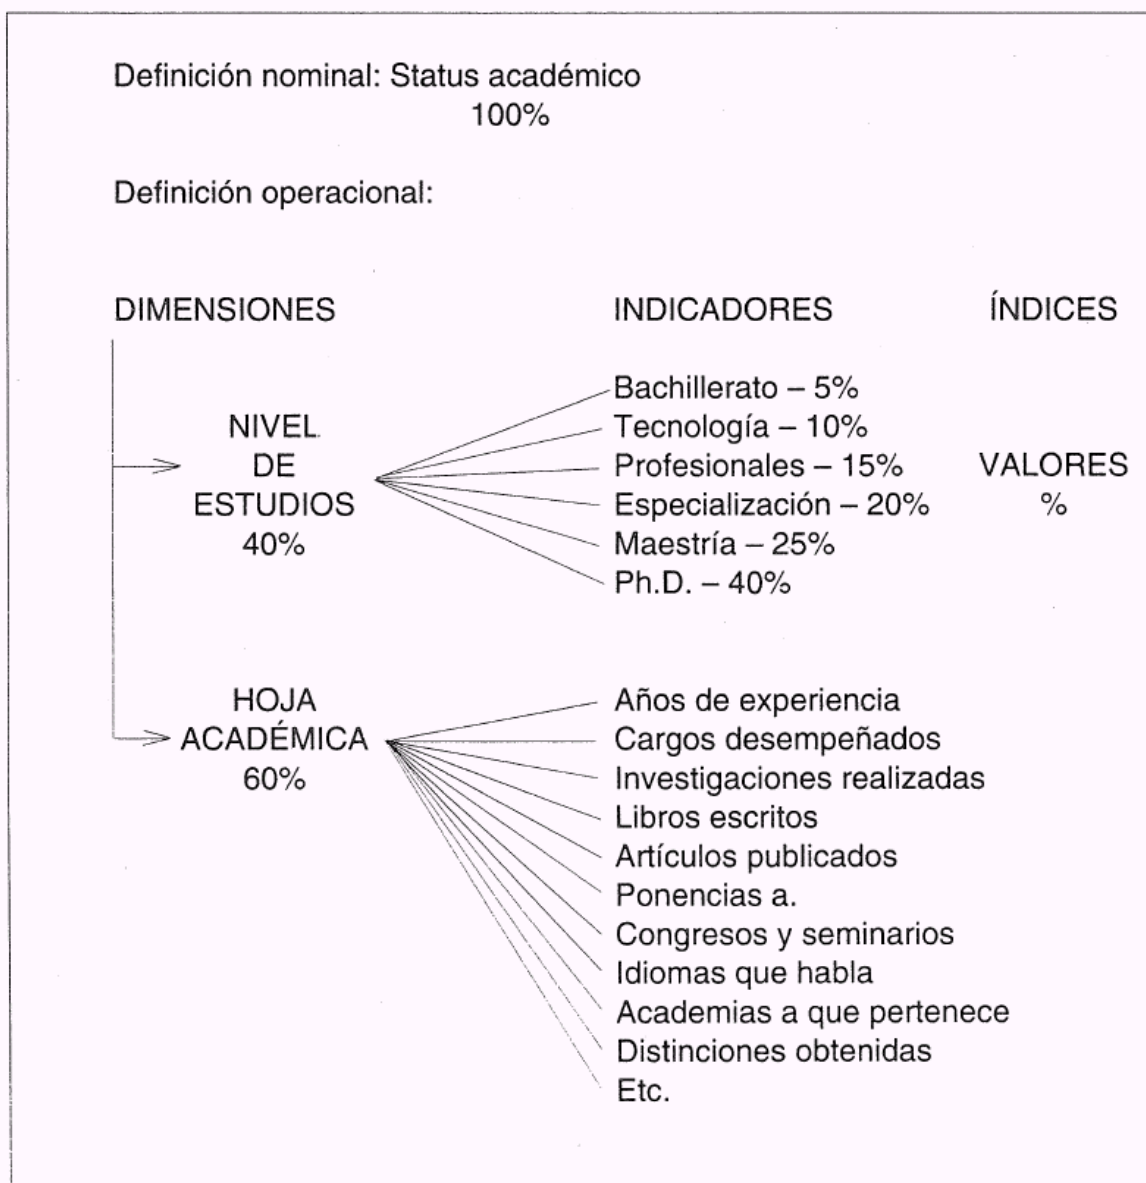 Definición nominal: Status académico
100%
Definición operacional:
DIMENSIONES
INDICADORES
ÍNDICES
NIVEL
DE
ESTUDIOS
40%
Bachillerato – 5%
Tecnología – 10%
Profesionales – 15%
Especialización – 20%
Maestría – 25%
Ph.D. – 40%
VALORES
%
HOJA
ACADÉMICA
60%
Años de experiencia
Cargos desempeñados
Investigaciones realizadas
Libros escritos
Artículos publicados
Ponencias a.
Congresos y seminarios
Idiomas que habla
Academias a que pertenece
Distinciones obtenidas
Etc.